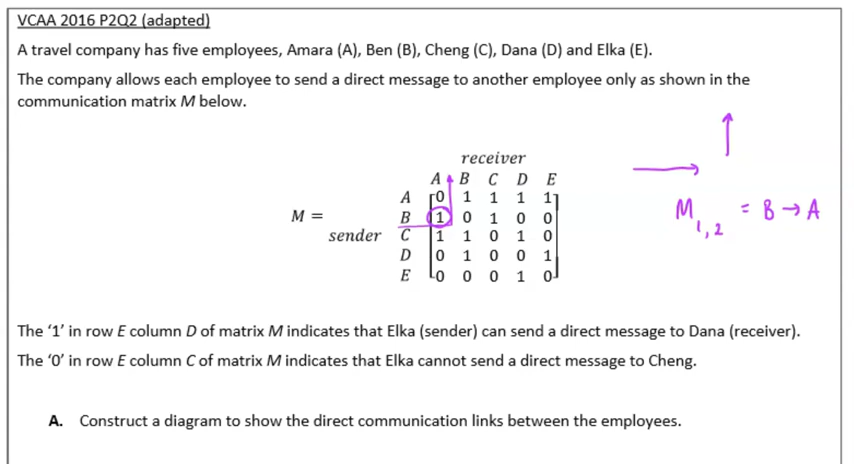 VCAA 2016 P2Q2 (adapted)
A travel company has five employees, Amara (A), Ben (B), Cheng (C), Dana (D) and Elka (E).
The company allows each employee to send a direct message to another employee only as shown in the
communication matrix M below.
receiver
A B C D E
A 0 1 1 1 1
M = B 1 0 1 0 0
sender C 1 1 0 1 0
D 0 1 0 0 1
E 0 0 0 1 0
M1,2 = B → A
The ‘1’ in row E column D of matrix M indicates that Elka (sender) can send a direct message to Dana (receiver).
The ‘0’ in row E column C of matrix M indicates that Elka cannot send a direct message to Cheng.
A. Construct a diagram to show the direct communication links between the employees.